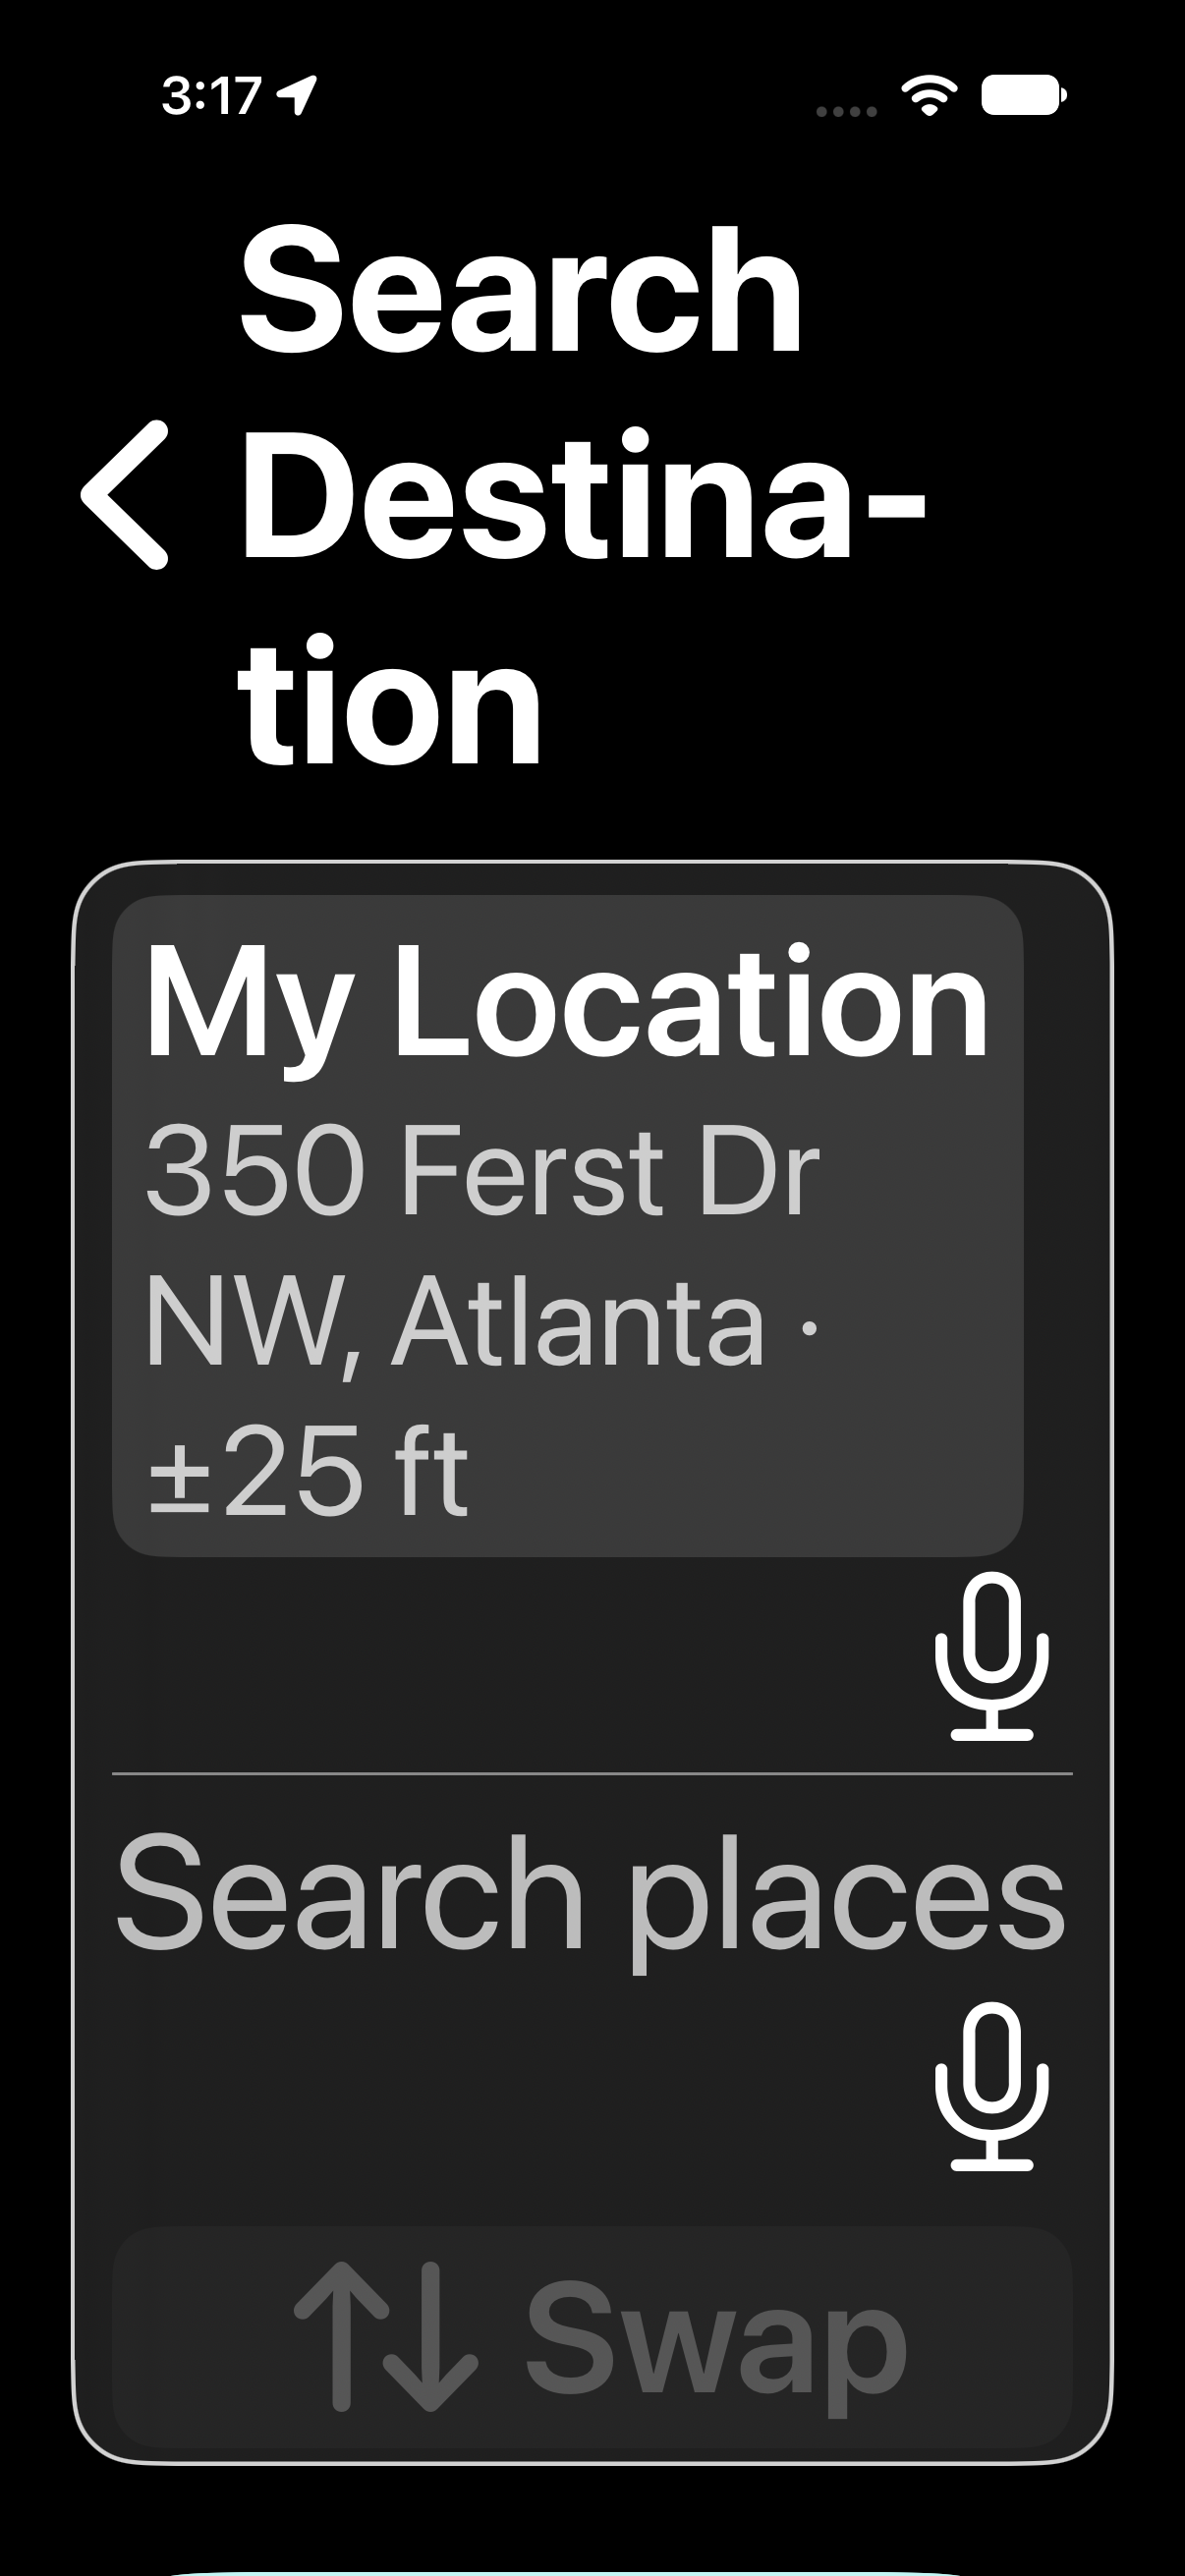 3:17
Search
Destina-
tion
My Location
350 Ferst Dr
NW, Atlanta ·
±25 ft
Search places
Swap